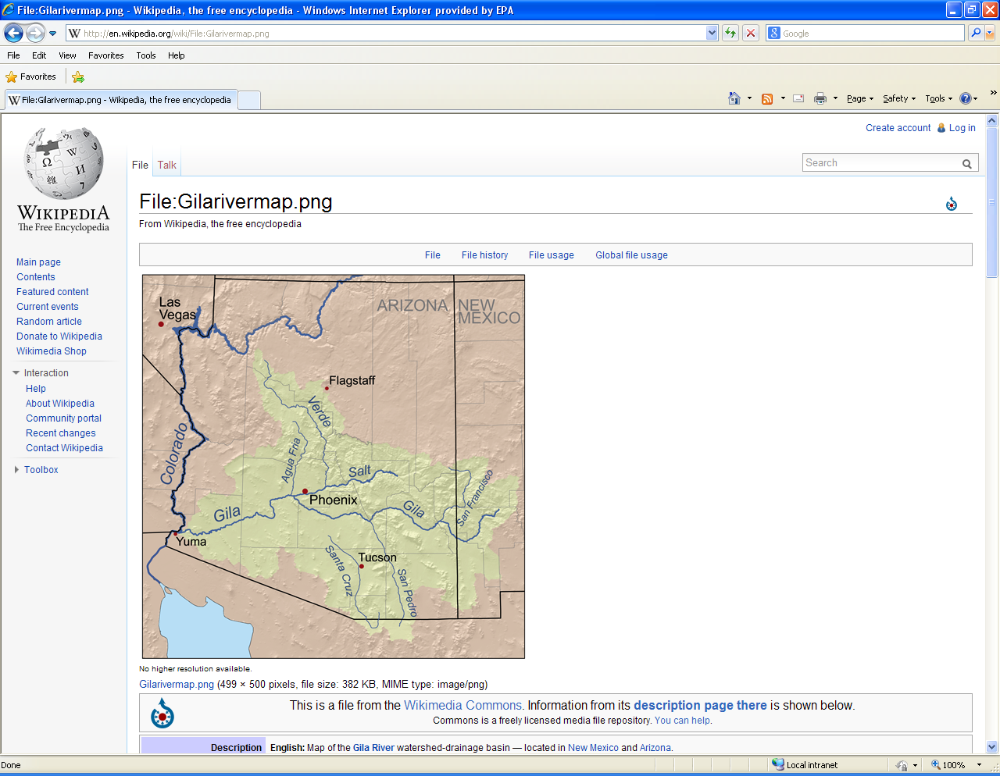 File:Gilarivermap.png - Wikipedia, the free encyclopedia - Windows Internet Explorer provided by EPA
http://en.wikipedia.org/wiki/File:Gilarivermap.png
Google
File Edit View Favorites Tools Help
Favorites
File:Gilarivermap.png - Wikipedia, the free encyclopedia
Page Safety Tools
Create account Log in
File Talk
Search
WIKIPEDIA
The Free Encyclopedia
Main page
Contents
Featured content
Current events
Random article
Donate to Wikipedia
Wikimedia Shop
Interaction
Help
About Wikipedia
Community portal
Recent changes
Contact Wikipedia
Toolbox
File:Gilarivermap.png
From Wikipedia, the free encyclopedia
File File history File usage Global file usage
Las
Vegas
ARIZONA
NEW
MEXICO
Flagstaff
Verde
Colorado
Agua Fria
Salt
San Francisco
Phoenix
Gila
Gila
Yuma
Tucson
Santa Cruz
San Pedro
No higher resolution available.
Gilarivermap.png (499 × 500 pixels, file size: 382 KB, MIME type: image/png)
This is a file from the Wikimedia Commons. Information from its description page there is shown below.
Commons is a freely licensed media file repository. You can help.
Description English: Map of the Gila River watershed-drainage basin — located in New Mexico and Arizona.
Done
Local intranet
100%